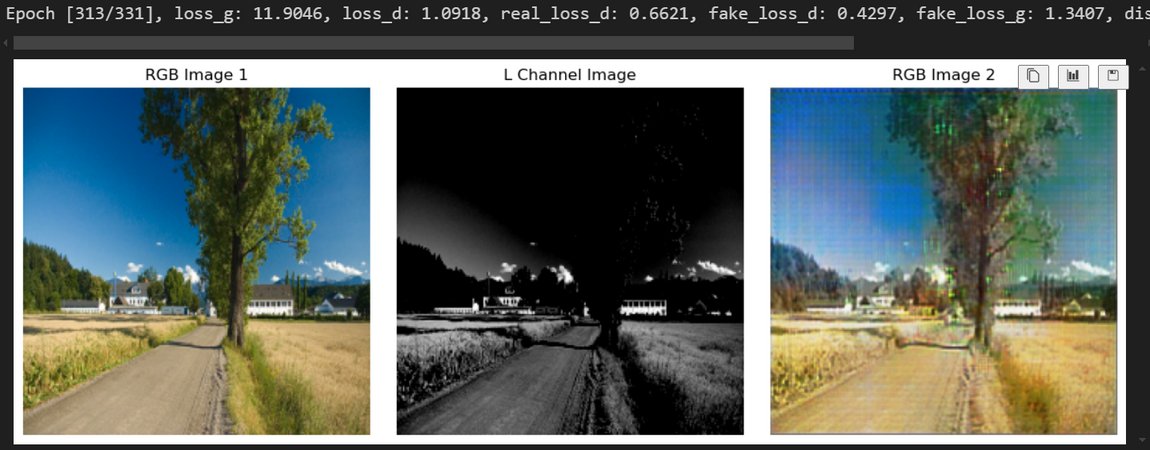 Epoch [313/331], loss_g: 11.9046, loss_d: 1.0918, real_loss_d: 0.6621, fake_loss_d: 0.4297, fake_loss_g: 1.3407, dis
RGB Image 1
L Channel Image
RGB Image 2